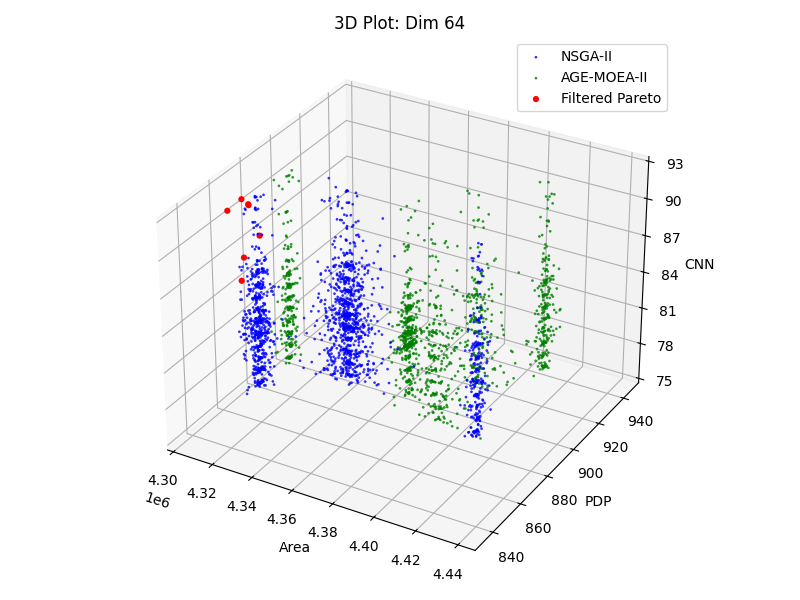 3D Plot: Dim 64
NSGA-II
AGE-MOEA-II
Filtered Pareto
93
90
87
84
81
78
75
CNN
940
920
900
880
860
840
PDP
4.30
4.32
4.34
4.36
4.38
4.40
4.42
4.44
1e6
Area